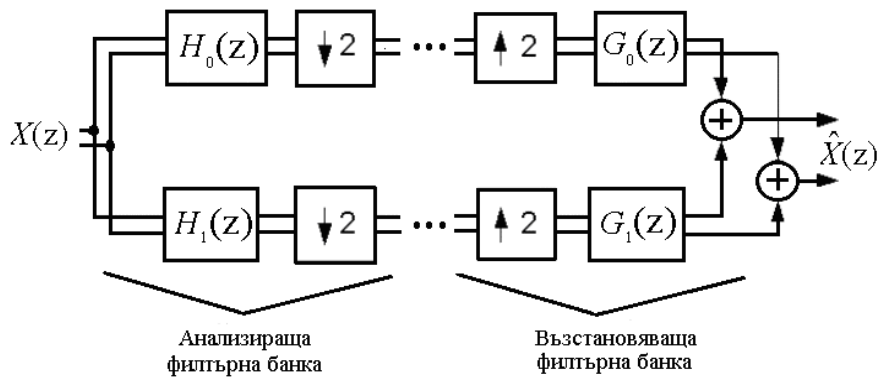 H₀(z) ↓ 2 ... ↑ 2 G₀(z)
X(z) + X̂(z)
+
H₁(z) ↓ 2 ... ↑ 2 G₁(z)
Анализираща
филтърна банка
Възстановяваща
филтърна банка